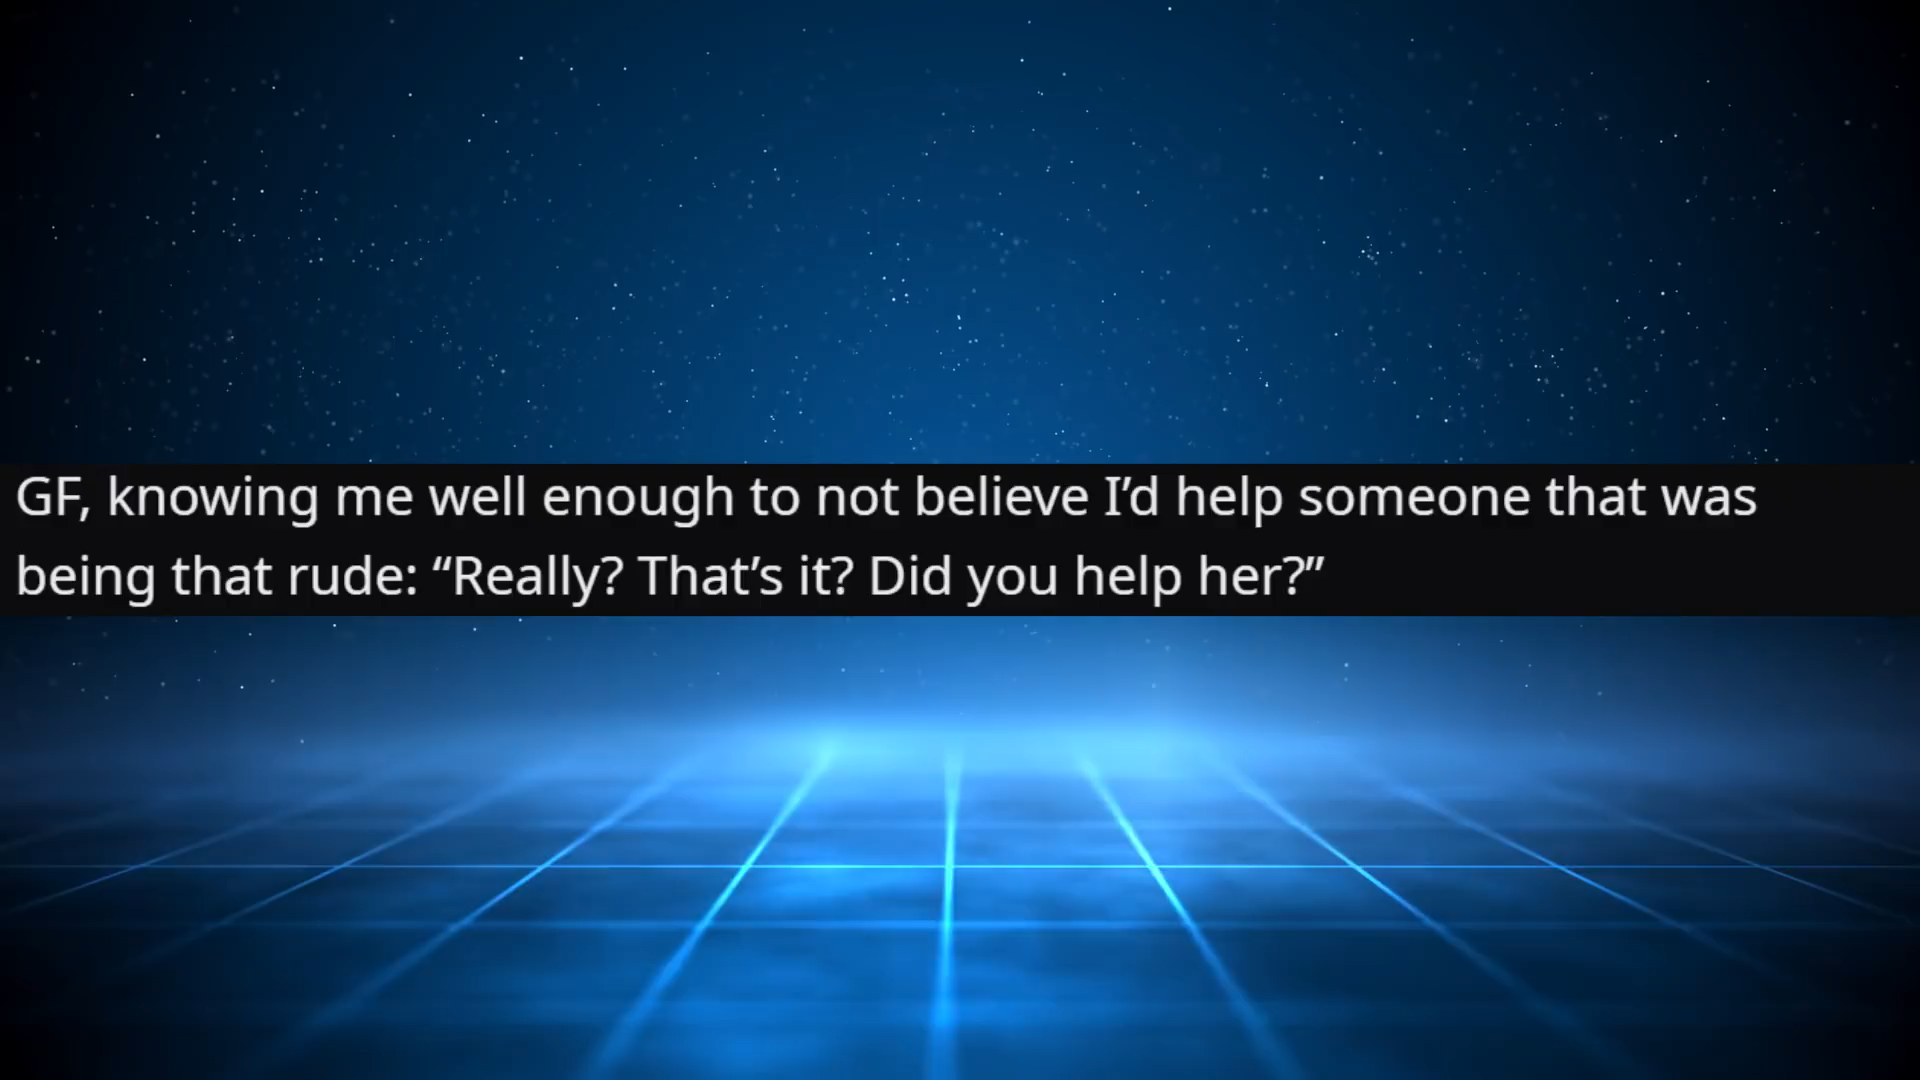 GF, knowing me well enough to not believe I’d help someone that was
being that rude: “Really? That’s it? Did you help her?”